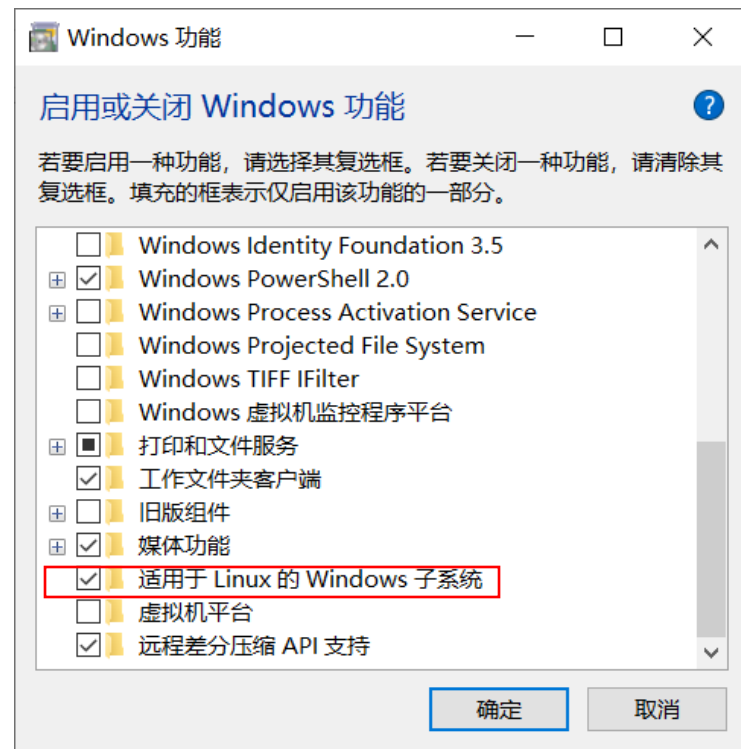 Windows 功能
启用或关闭 Windows 功能
?
若要启用一种功能，请选择其复选框。若要关闭一种功能，请清除其
复选框。填充的框表示仅启用该功能的一部分。
Windows Identity Foundation 3.5
Windows PowerShell 2.0
Windows Process Activation Service
Windows Projected File System
Windows TIFF IFilter
Windows 虚拟机监控程序平台
打印和文件服务
工作文件夹客户端
旧版组件
媒体功能
适用于 Linux 的 Windows 子系统
虚拟机平台
远程差分压缩 API 支持
确定
取消